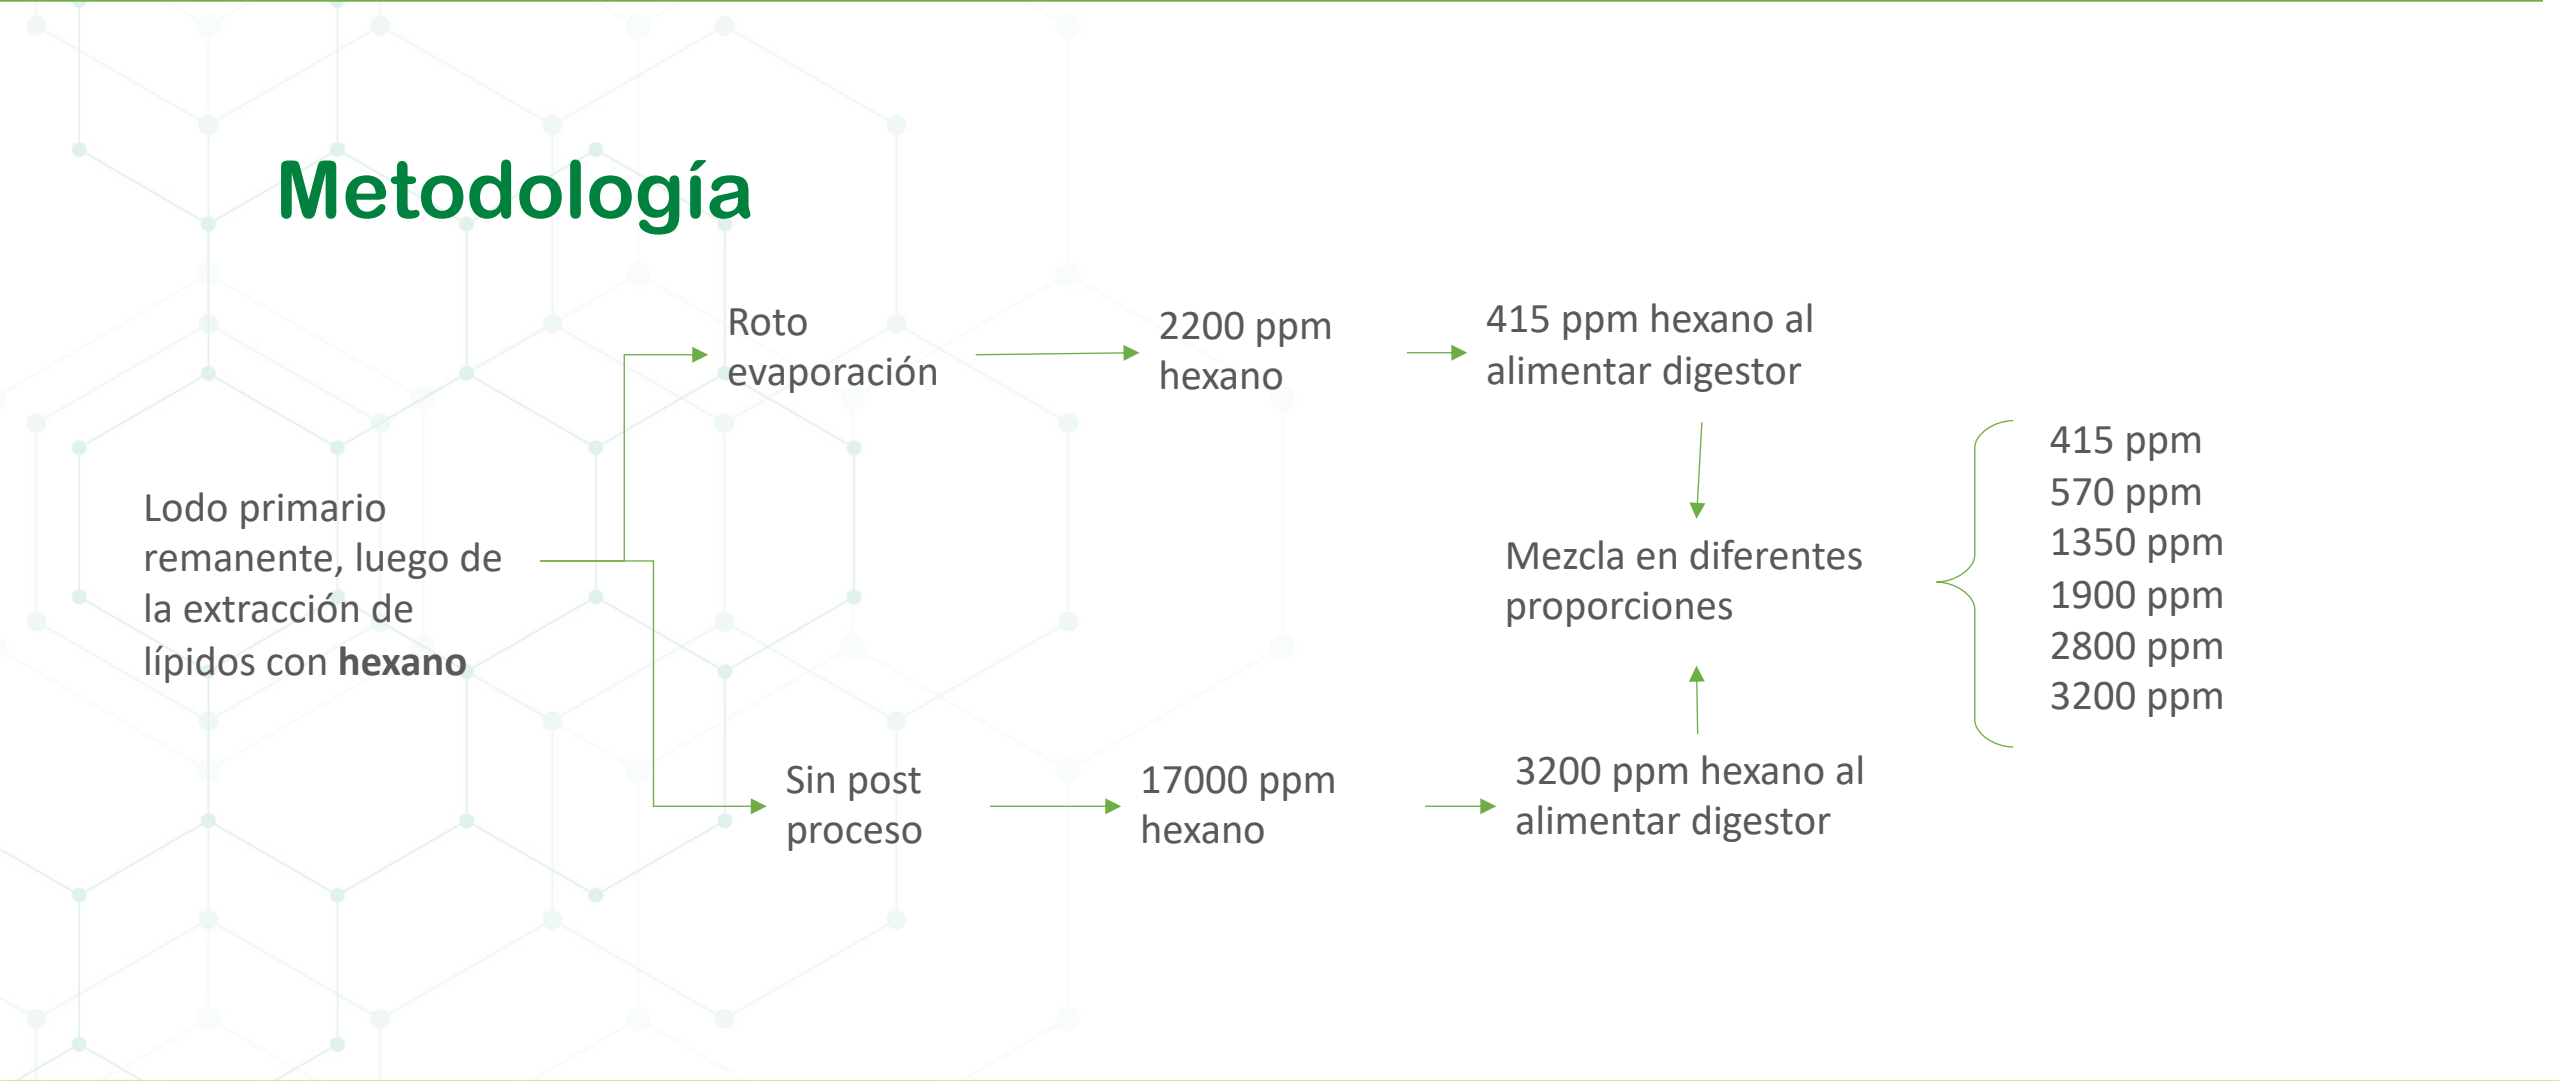 Metodología
Lodo primario
remanente, luego de
la extracción de
lípidos con hexano
Roto
evaporación
2200 ppm
hexano
415 ppm hexano al
alimentar digestor
Sin post
proceso
17000 ppm
hexano
3200 ppm hexano al
alimentar digestor
Mezcla en diferentes
proporciones
415 ppm
570 ppm
1350 ppm
1900 ppm
2800 ppm
3200 ppm